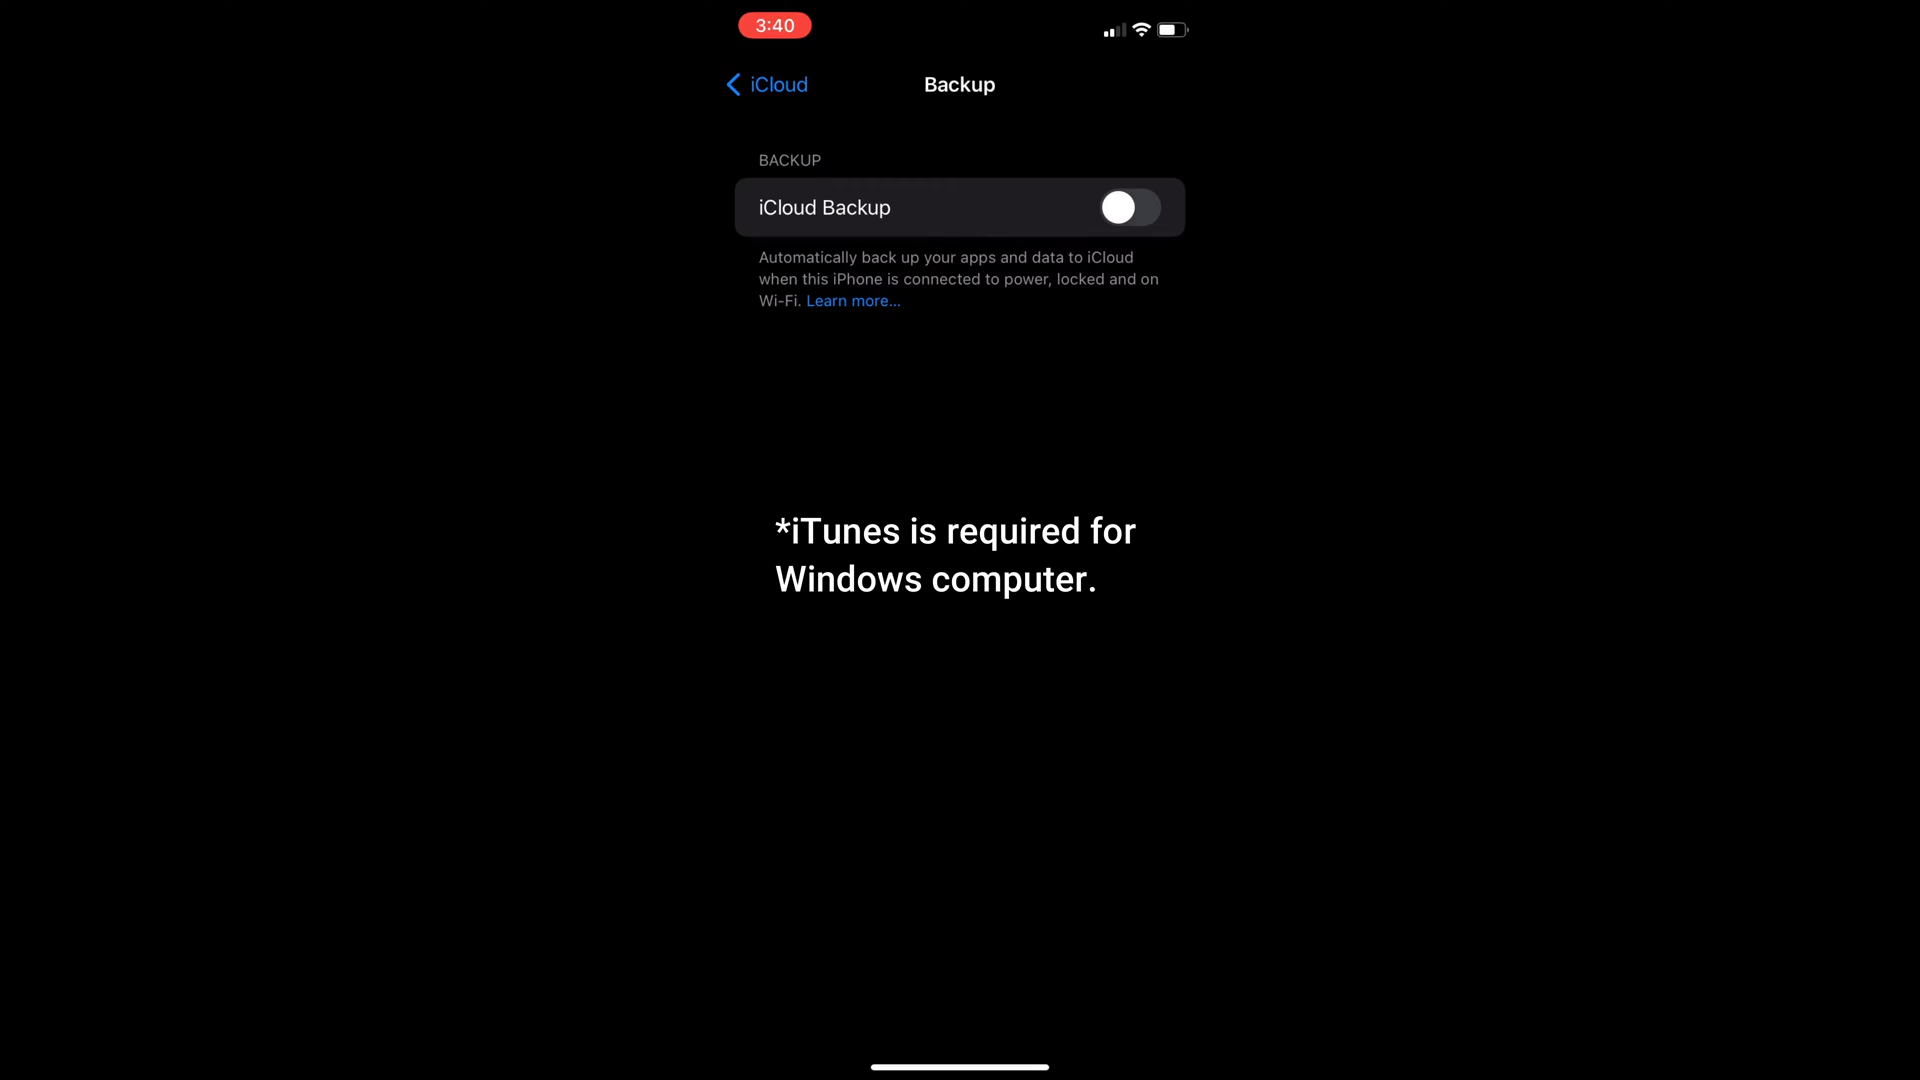 3:40
iCloud
Backup
BACKUP
iCloud Backup
Automatically back up your apps and data to iCloud
when this iPhone is connected to power, locked and on
Wi-Fi. Learn more...
*iTunes is required for
Windows computer.